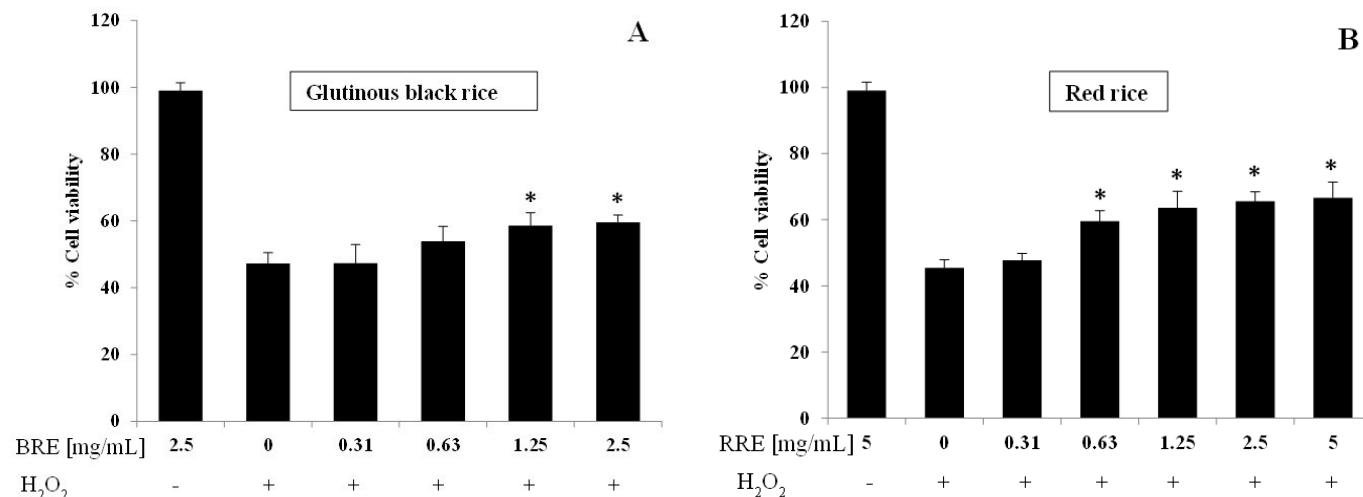 A
Glutinous black rice
% Cell viability
120
100
80
60
40
20
0
* *
BRE [mg/mL] 2.5 0 0.31 0.63 1.25 2.5
H₂O₂ - + + + + +
B
Red rice
% Cell viability
120
100
80
60
40
20
0
* * * *
RRE [mg/mL] 5 0 0.31 0.63 1.25 2.5 5
H₂O₂ - + + + + + +